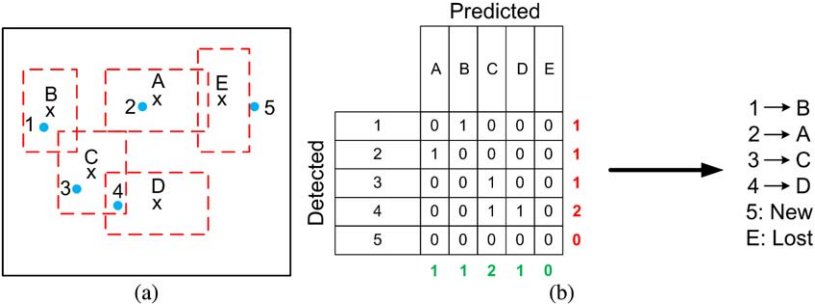 A
B
C
D
E
x
x
x
x
x
1
2
3
4
5
(a)
Predicted
Detected
A B C D E
1 0 1 0 0 0 1
2 1 0 0 0 0 1
3 0 0 1 0 0 1
4 0 0 1 1 0 2
5 0 0 0 0 0 0
1 1 2 1 0
(b)
1 → B
2 → A
3 → C
4 → D
5: New
E: Lost